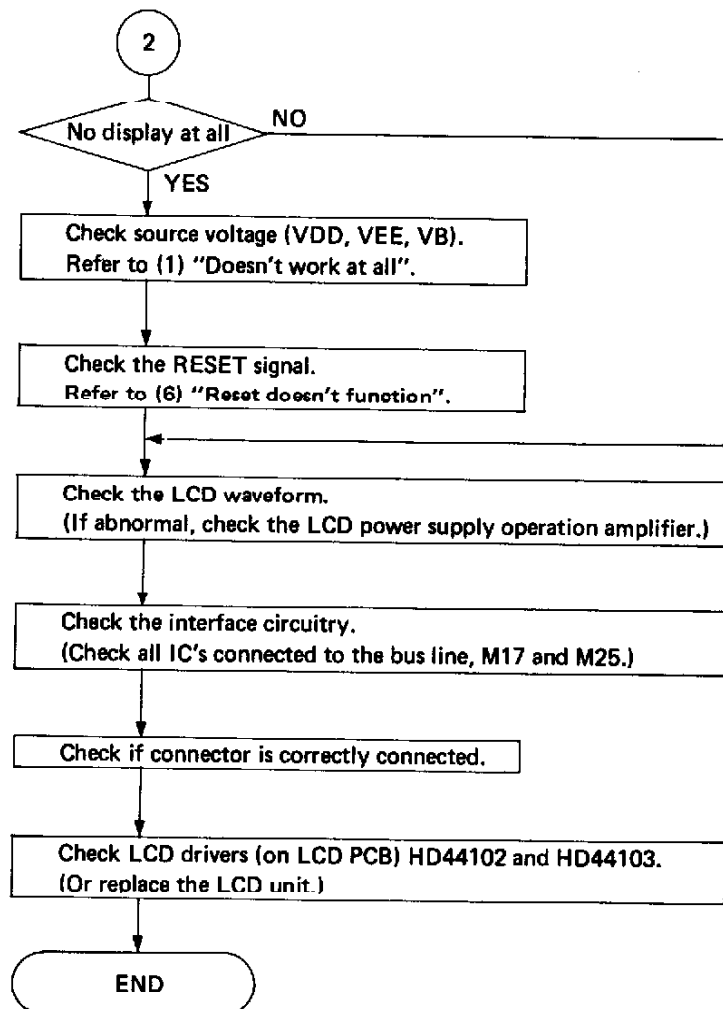 2
No display at all
NO
YES
Check source voltage (VDD, VEE, VB).
Refer to (1) "Doesn't work at all".
Check the RESET signal.
Refer to (6) "Reset doesn't function".
Check the LCD waveform.
(If abnormal, check the LCD power supply operation amplifier.)
Check the interface circuitry.
(Check all IC's connected to the bus line, M17 and M25.)
Check if connector is correctly connected.
Check LCD drivers (on LCD PCB) HD44102 and HD44103.
(Or replace the LCD unit.)
END